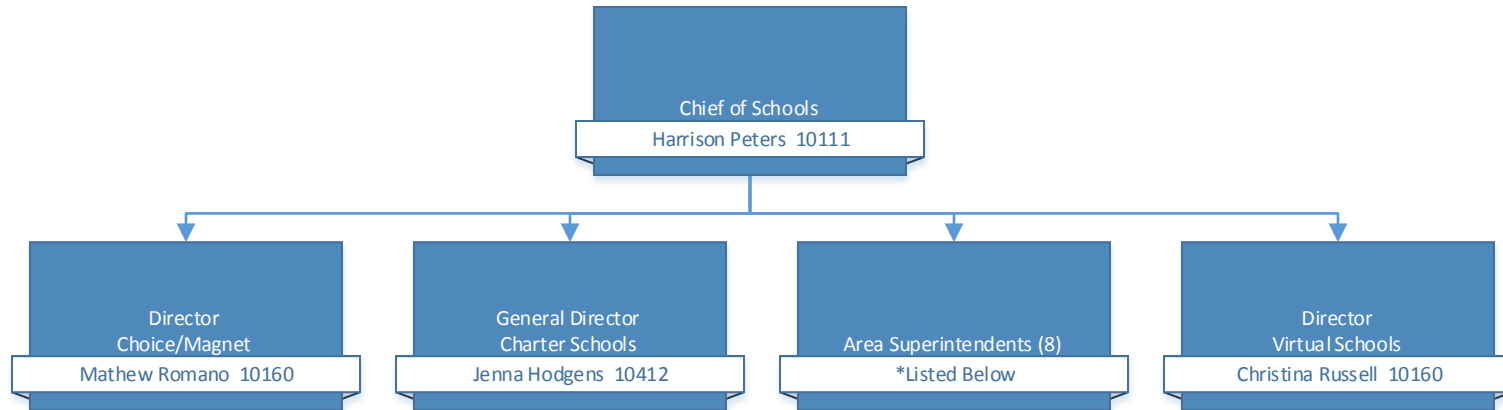 Chief of Schools
Harrison Peters 10111
Director
Choice/Magnet
Mathew Romano 10160
General Director
Charter Schools
Jenna Hodgens 10412
Area Superintendents (8)
*Listed Below
Director
Virtual Schools
Christina Russell 10160